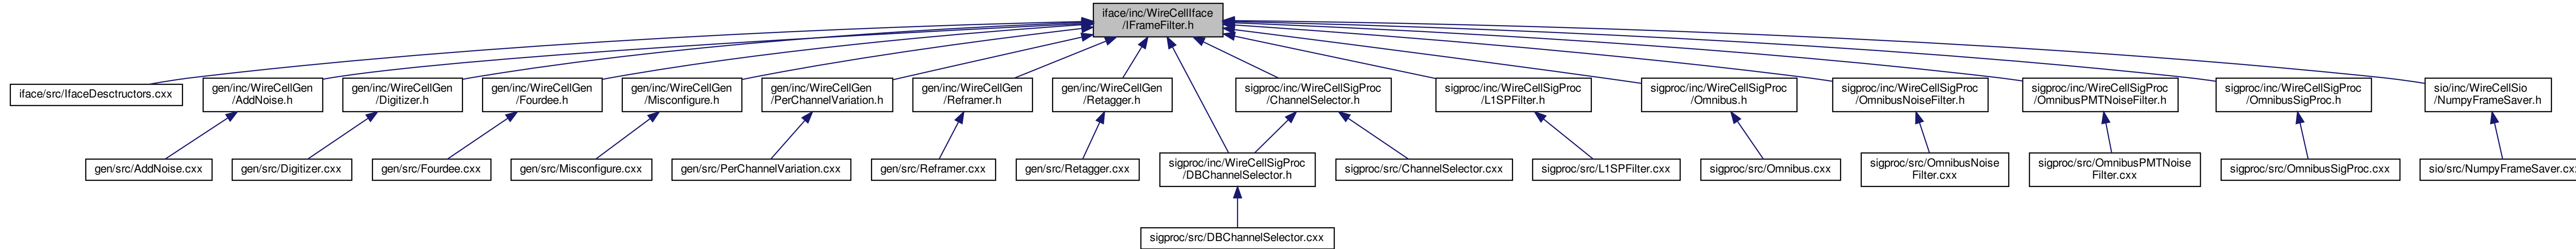 iface/inc/WireCellIface
/IFrameFilter.h
iface/src/IfaceDesctructors.cxx
gen/inc/WireCellGen
/AddNoise.h
gen/inc/WireCellGen
/Digitizer.h
gen/inc/WireCellGen
/Fourdee.h
gen/inc/WireCellGen
/Misconfigure.h
gen/inc/WireCellGen
/PerChannelVariation.h
gen/inc/WireCellGen
/Reframer.h
gen/inc/WireCellGen
/Retagger.h
sigproc/inc/WireCellSigProc
/ChannelSelector.h
sigproc/inc/WireCellSigProc
/L1SPFilter.h
sigproc/inc/WireCellSigProc
/Omnibus.h
sigproc/inc/WireCellSigProc
/OmnibusNoiseFilter.h
sigproc/inc/WireCellSigProc
/OmnibusPMTNoiseFilter.h
sigproc/inc/WireCellSigProc
/OmnibusSigProc.h
sio/inc/WireCellSio
/NumpyFrameSaver.h
gen/src/AddNoise.cxx
gen/src/Digitizer.cxx
gen/src/Fourdee.cxx
gen/src/Misconfigure.cxx
gen/src/PerChannelVariation.cxx
gen/src/Reframer.cxx
gen/src/Retagger.cxx
sigproc/inc/WireCellSigProc
/DBChannelSelector.h
sigproc/src/ChannelSelector.cxx
sigproc/src/L1SPFilter.cxx
sigproc/src/Omnibus.cxx
sigproc/src/OmnibusNoise
Filter.cxx
sigproc/src/OmnibusPMTNoise
Filter.cxx
sigproc/src/OmnibusSigProc.cxx
sio/src/NumpyFrameSaver.cx
sigproc/src/DBChannelSelector.cxx